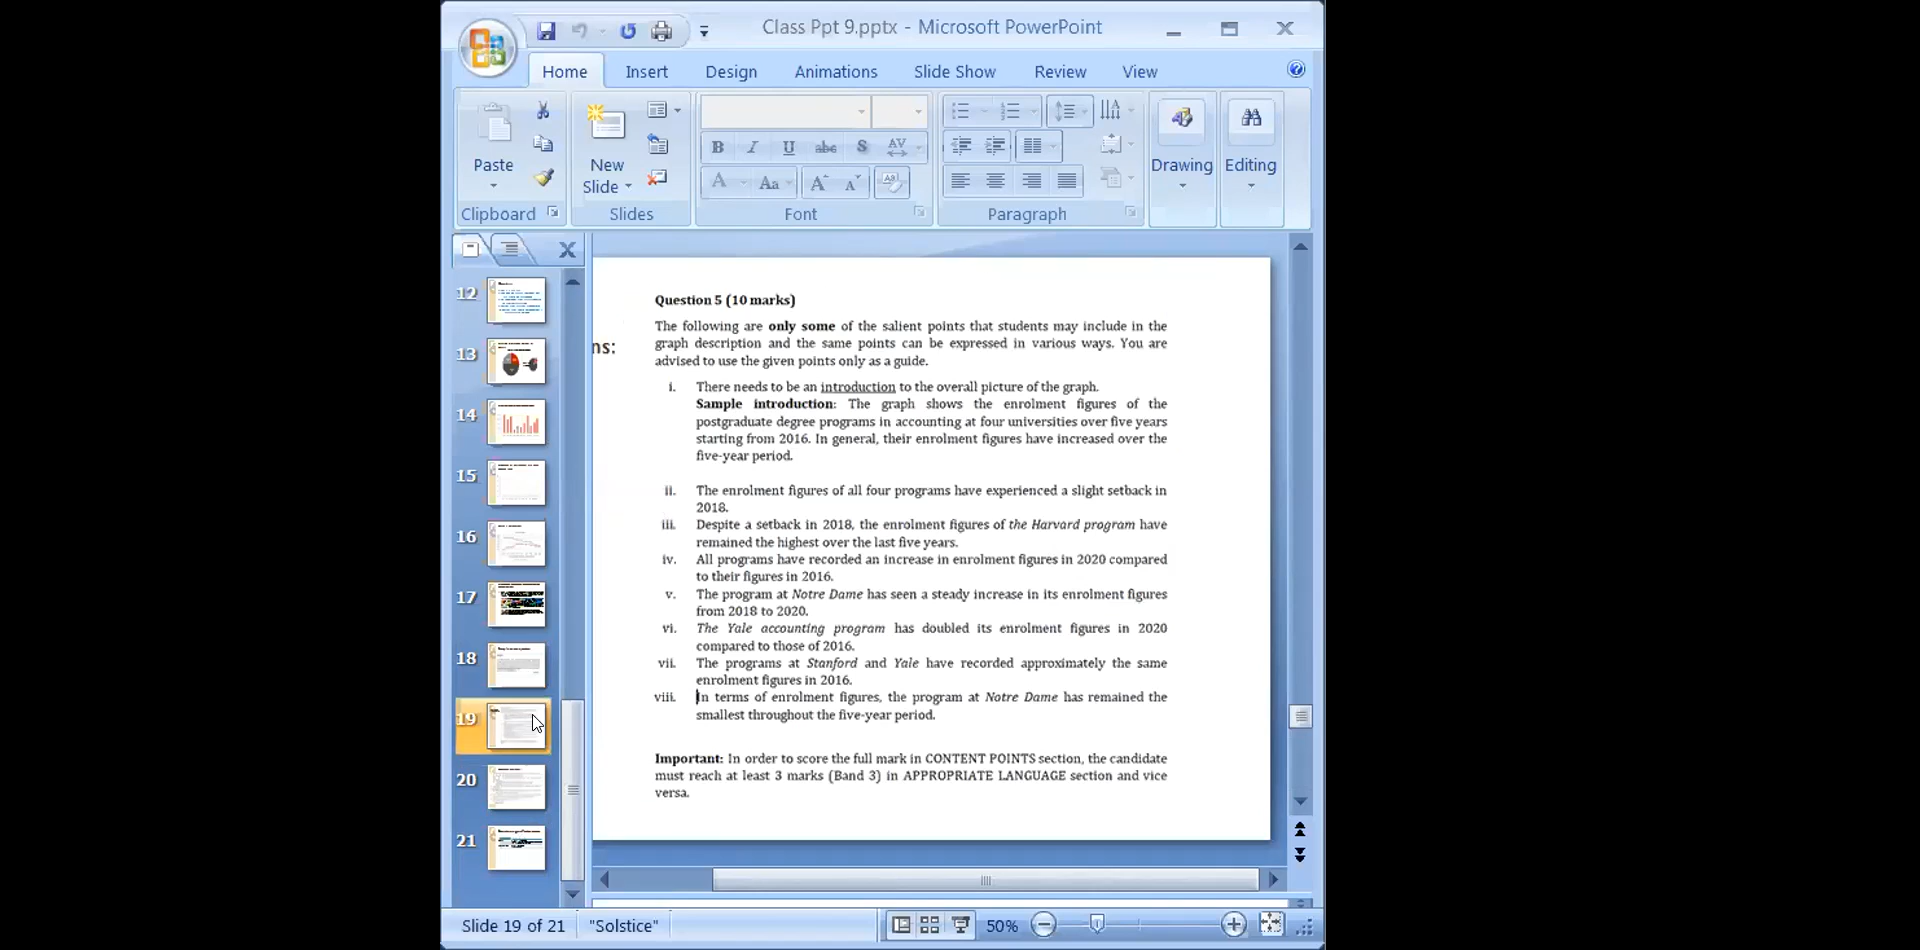 Class Ppt 9.pptx - Microsoft PowerPoint
Home Insert Design Animations Slide Show Review View
Paste
New
Slide
Drawing
Editing
Clipboard
Slides
Font
Paragraph
B I U abc S AV
A Aa A A
12
13
14
15
16
17
18
19
20
21
ns:
Question 5 (10 marks)
The following are only some of the salient points that students may include in the
graph description and the same points can be expressed in various ways. You are
advised to use the given points only as a guide.
i. There needs to be an introduction to the overall picture of the graph.
Sample introduction: The graph shows the enrolment figures of the
postgraduate degree programs in accounting at four universities over five years
starting from 2016. In general, their enrolment figures have increased over the
five-year period.
ii. The enrolment figures of all four programs have experienced a slight setback in
2018.
iii. Despite a setback in 2018, the enrolment figures of the Harvard program have
remained the highest over the last five years.
iv. All programs have recorded an increase in enrolment figures in 2020 compared
to their figures in 2016.
v. The program at Notre Dame has seen a steady increase in its enrolment figures
from 2018 to 2020.
vi. The Yale accounting program has doubled its enrolment figures in 2020
compared to those of 2016.
vii. The programs at Stanford and Yale have recorded approximately the same
enrolment figures in 2016.
viii. In terms of enrolment figures, the program at Notre Dame has remained the
smallest throughout the five-year period.
Important: In order to score the full mark in CONTENT POINTS section, the candidate
must reach at least 3 marks (Band 3) in APPROPRIATE LANGUAGE section and vice
versa.
Slide 19 of 21 "Solstice" 50%